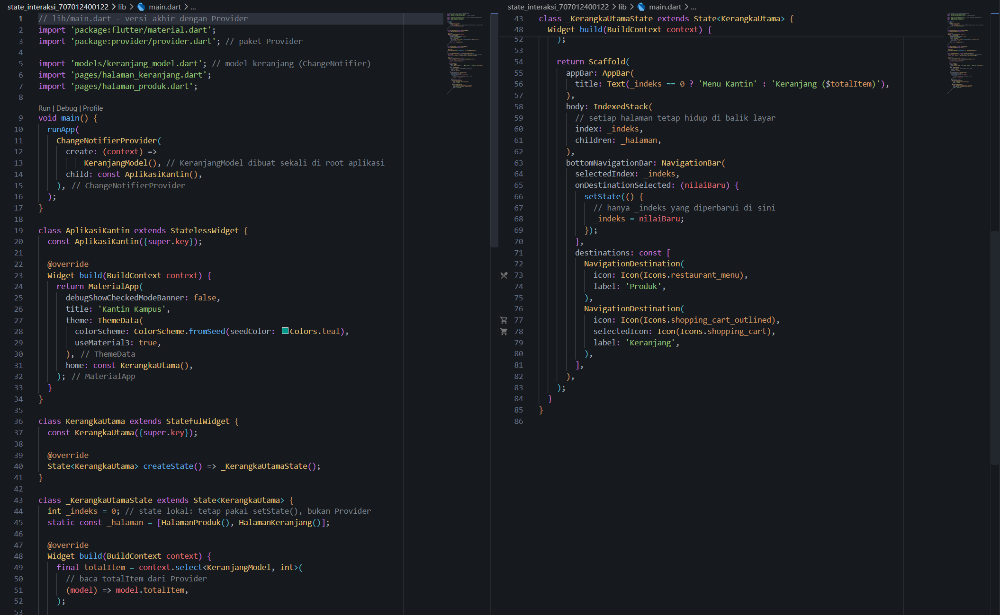 state_interaksi_707012400122 > lib > main.dart > ...
1 // lib/main.dart - versi akhir dengan Provider
2 import 'package:flutter/material.dart';
3 import 'package:provider/provider.dart'; // paket Provider
4
5 import 'models/keranjang_model.dart'; // model keranjang (ChangeNotifier)
6 import 'pages/halaman_keranjang.dart';
7 import 'pages/halaman_produk.dart';
8
Run | Debug | Profile
9 void main() {
10   runApp(
11     ChangeNotifierProvider(
12       create: (context) =>
13           KeranjangModel(), // KeranjangModel dibuat sekali di root aplikasi
14       child: const AplikasiKantin(),
15     ), // ChangeNotifierProvider
16   );
17 }
18
19 class AplikasiKantin extends StatelessWidget {
20   const AplikasiKantin({super.key});
21
22   @override
23   Widget build(BuildContext context) {
24     return MaterialApp(
25       debugShowCheckedModeBanner: false,
26       title: 'Kantin Kampus',
27       theme: ThemeData(
28         colorScheme: ColorScheme.fromSeed(seedColor: Colors.teal),
29         useMaterial3: true,
30       ), // ThemeData
31       home: const KerangkaUtama(),
32     ); // MaterialApp
33   }
34 }
35
36 class KerangkaUtama extends StatefulWidget {
37   const KerangkaUtama({super.key});
38
39   @override
40   State<KerangkaUtama> createState() => _KerangkaUtamaState();
41 }
42
43 class _KerangkaUtamaState extends State<KerangkaUtama> {
44   int _indeks = 0; // state lokal: tetap pakai setState(), bukan Provider
45   static const _halaman = [HalamanProduk(), HalamanKeranjang()];
46
47   @override
48   Widget build(BuildContext context) {
49     final totalItem = context.select<KeranjangModel, int>(
50       // baca totalItem dari Provider
51       (model) => model.totalItem,
52     );
53
state_interaksi_707012400122 > lib > main.dart > ...
43 class _KerangkaUtamaState extends State<KerangkaUtama> {
48   Widget build(BuildContext context) {
52     );
53
54     return Scaffold(
55       appBar: AppBar(
56         title: Text(_indeks == 0 ? 'Menu Kantin' : 'Keranjang ($totalItem)'),
57       ),
58       body: IndexedStack(
59         // setiap halaman tetap hidup di balik layar
60         index: _indeks,
61         children: _halaman,
62       ),
63       bottomNavigationBar: NavigationBar(
64         selectedIndex: _indeks,
65         onDestinationSelected: (nilaiBaru) {
66           setState(() {
67             // hanya _indeks yang diperbarui di sini
68             _indeks = nilaiBaru;
69           });
70         },
71         destinations: const [
72           NavigationDestination(
73             icon: Icon(Icons.restaurant_menu),
74             label: 'Produk',
75           ),
76           NavigationDestination(
77             icon: Icon(Icons.shopping_cart_outlined),
78             selectedIcon: Icon(Icons.shopping_cart),
79             label: 'Keranjang',
80           ),
81         ],
82       ),
83     );
84   }
85 }
86